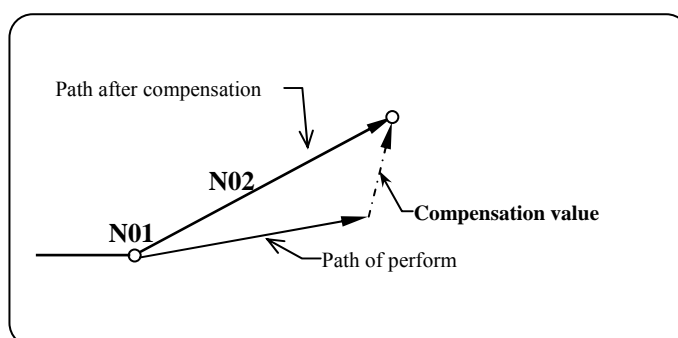 Path after compensation
N02
N01
Compensation value
Path of perform